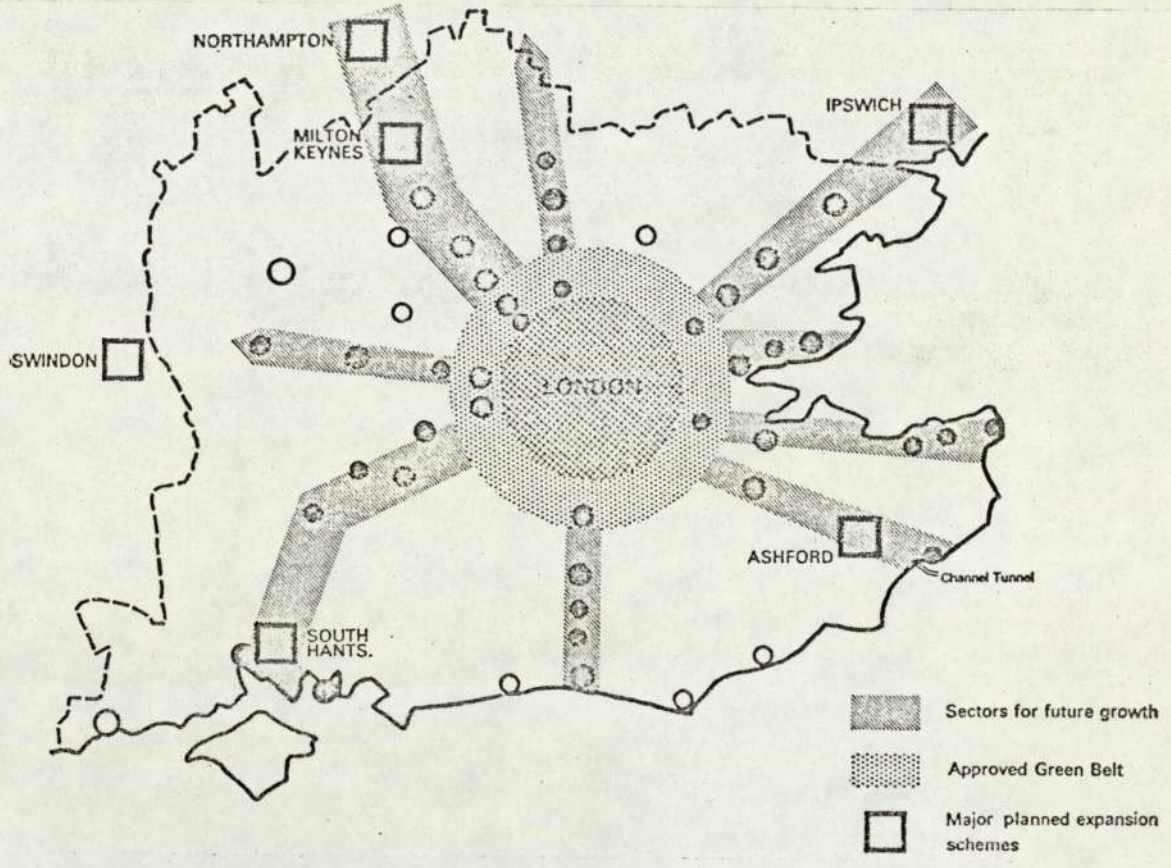 NORTHAMPTON
IPSWICH
MILTON
KEYNES
SWINDON
LONDON
ASHFORD
Channel Tunnel
SOUTH
HANTS.
Sectors for future growth
Approved Green Belt
Major planned expansion
schemes